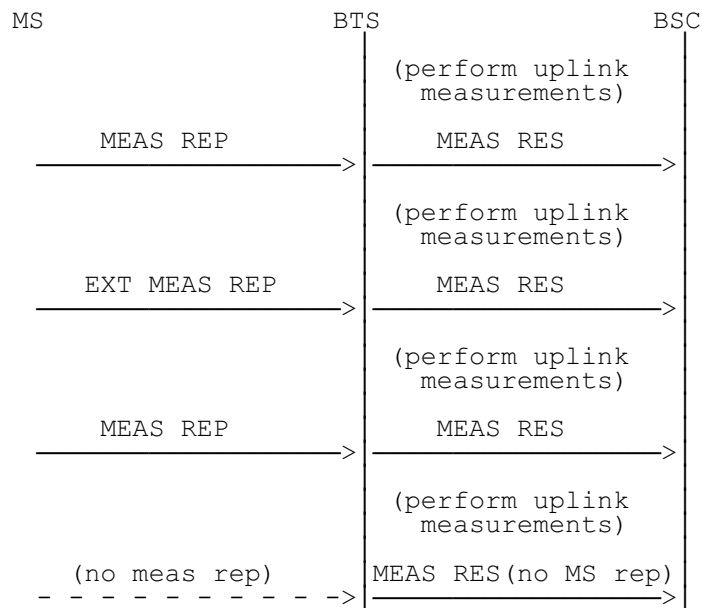 MS BTS BSC
(perform uplink
measurements)
MEAS REP MEAS RES
(perform uplink
measurements)
EXT MEAS REP MEAS RES
(perform uplink
measurements)
MEAS REP MEAS RES
(perform uplink
measurements)
(no meas rep) MEAS RES(no MS rep)